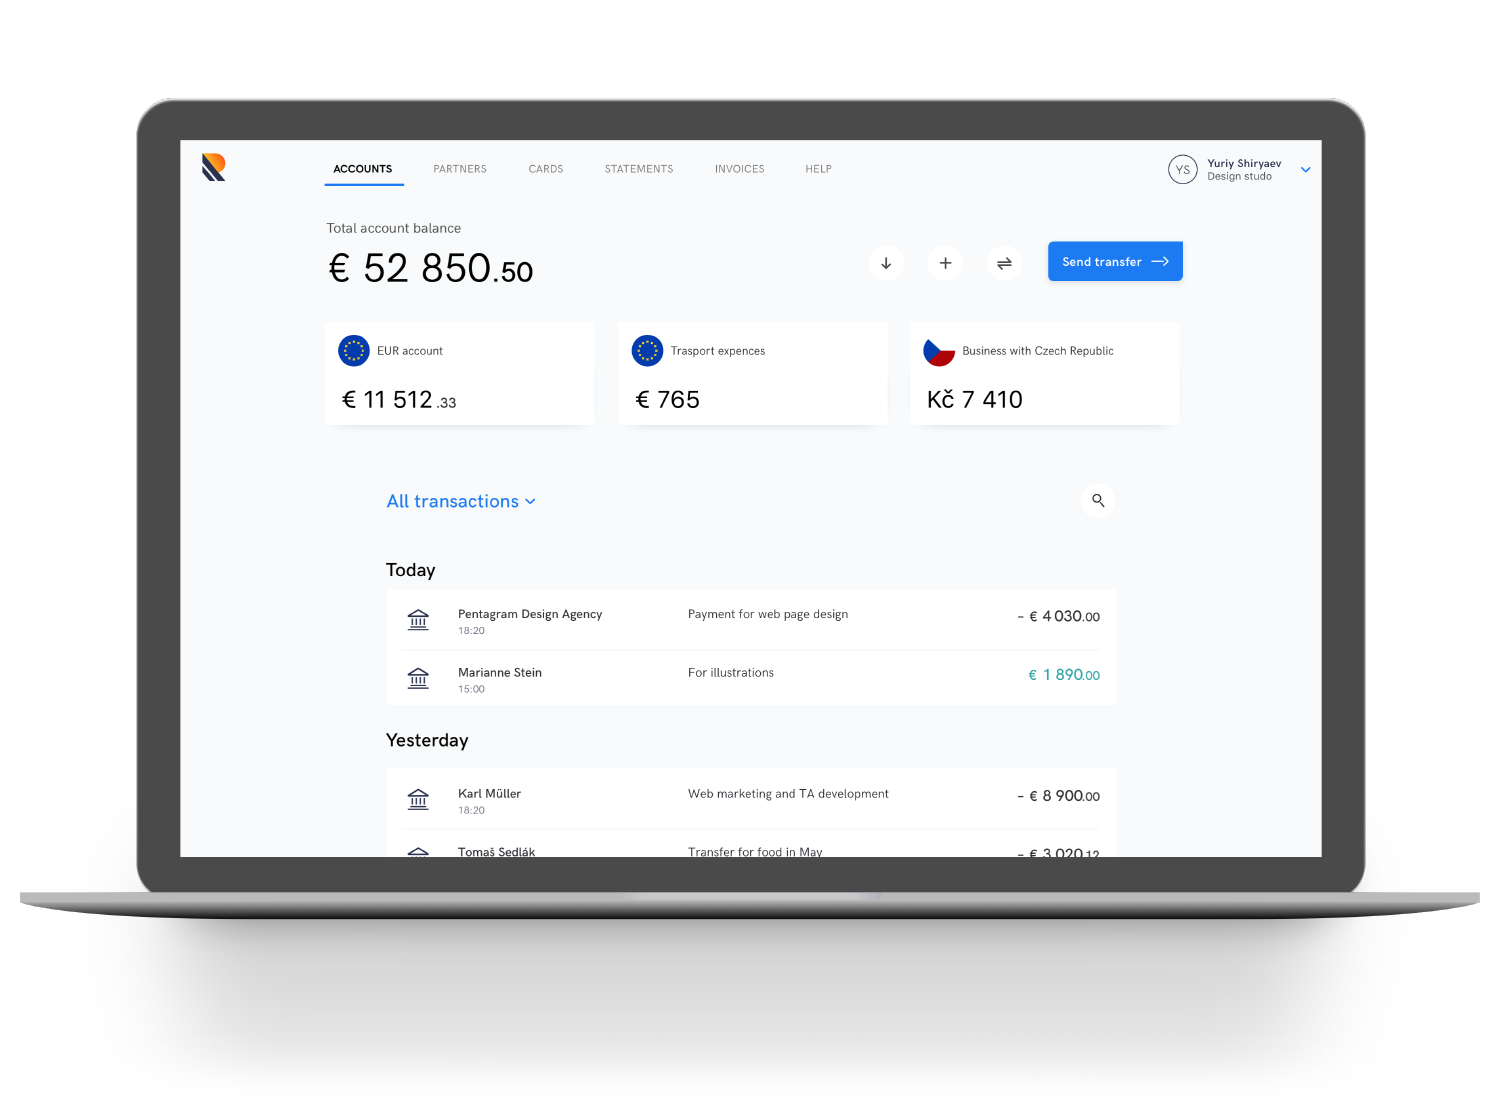 ACCOUNTS PARTNERS CARDS STATEMENTS INVOICES HELP
YS
Yuriy Shiryaev
Design studo
Total account balance
€ 52 850.50
Send transfer
EUR account
€ 11 512.33
Trasport expences
€ 765
Business with Czech Republic
Kč 7 410
All transactions
Today
Pentagram Design Agency Payment for web page design - € 4 030.00
18:20
Marianne Stein For illustrations € 1 890.00
15:00
Yesterday
Karl Müller Web marketing and TA development - € 8 900.00
18:20
Tomaš Sedlák Transfer for food in May - € 3 020.12